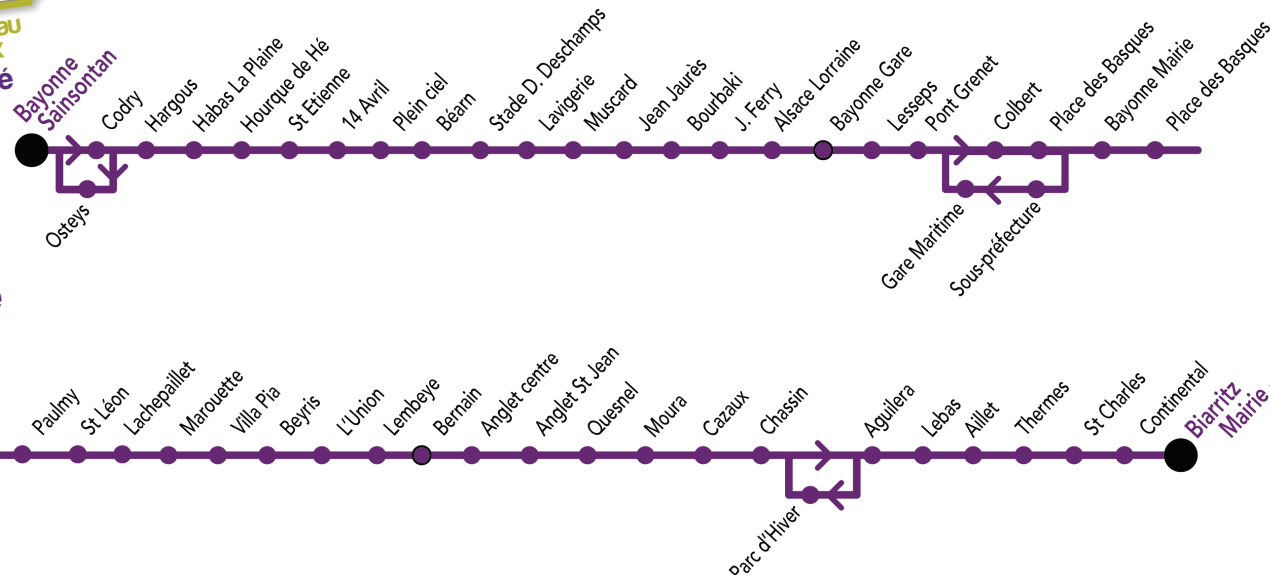 au
x
é
Bayonne
Sainsontan
Codry
Hargous
Habas La Plaine
Hourque de Hé
St Etienne
14 Avril
Plein ciel
Béarn
Stade D. Deschamps
Lavigerie
Muscard
Jean Jaurès
Bourbaki
J. Ferry
Alsace Lorraine
Bayonne Gare
Lesseps
Pont Grenet
Colbert
Place des Basques
Bayonne Mairie
Place des Basques
Osteys
Gare Maritime
Sous-préfecture
Paulmy
St Léon
Lachepaillet
Marouette
Villa Pia
Beyris
L'Union
Lembeye
Bernain
Anglet centre
Anglet St Jean
Quesnel
Moura
Cazaux
Chassin
Aguilera
Lebas
Aillet
Thermes
St Charles
Continental
Biarritz
Mairie
Parc d'Hiver